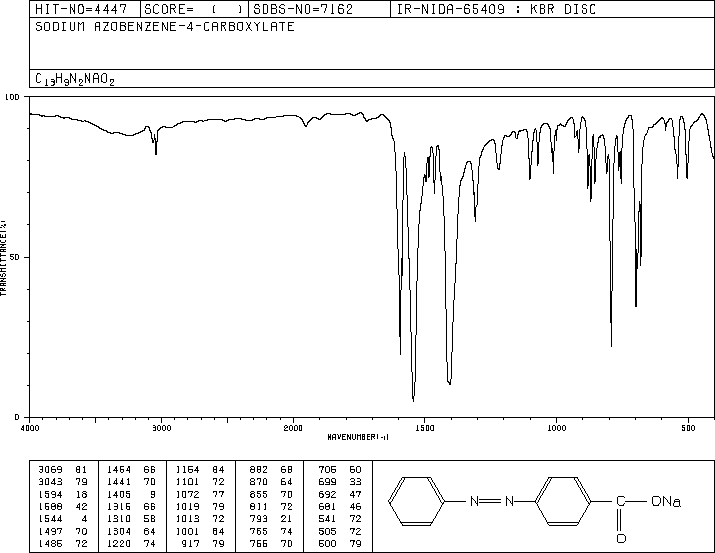 HIT-NO=4447 SCORE= ( ) SDBS-NO=7162 IR-NIDA-65409 : KBR DISC
SODIUM AZOBENZENE-4-CARBOXYLATE
C13H9N2NAO2
100
50
0
TRANSMITTANCE(%)
4000 3000 2000 1500 1000 500
WAVENUMBER(-1)
3069 81 1464 66 1154 84 882 68 706 60
3043 79 1441 70 1101 72 870 64 699 33
1594 18 1405 9 1072 77 855 70 692 47
1588 42 1316 66 1019 79 811 72 681 46
1544 4 1310 58 1013 72 793 21 541 72
1497 70 1304 64 1001 84 765 74 505 72
1486 72 1220 74 917 79 756 70 500 79
N=N C ONa
O